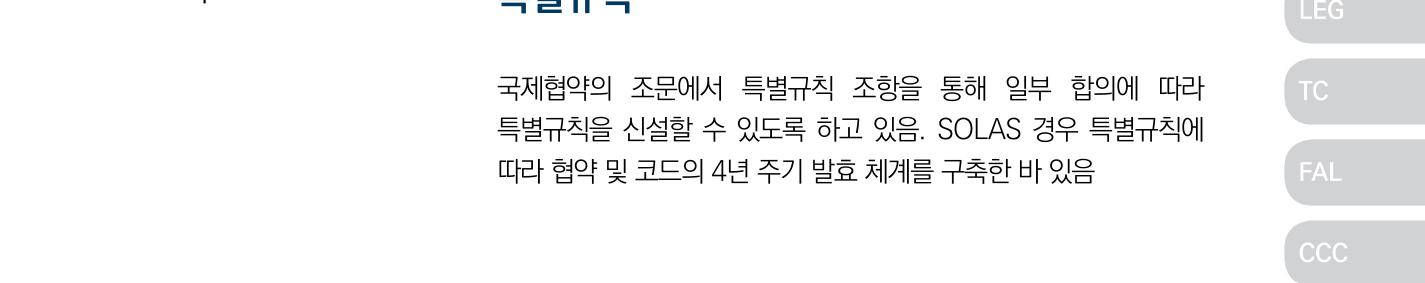 특별규칙
국제협약의 조문에서 특별규칙 조항을 통해 일부 합의에 따라
특별규칙을 신설할 수 있도록 하고 있음. SOLAS 경우 특별규칙에
따라 협약 및 코드의 4년 주기 발효 체계를 구축한 바 있음
LEG
TC
FAL
CCC